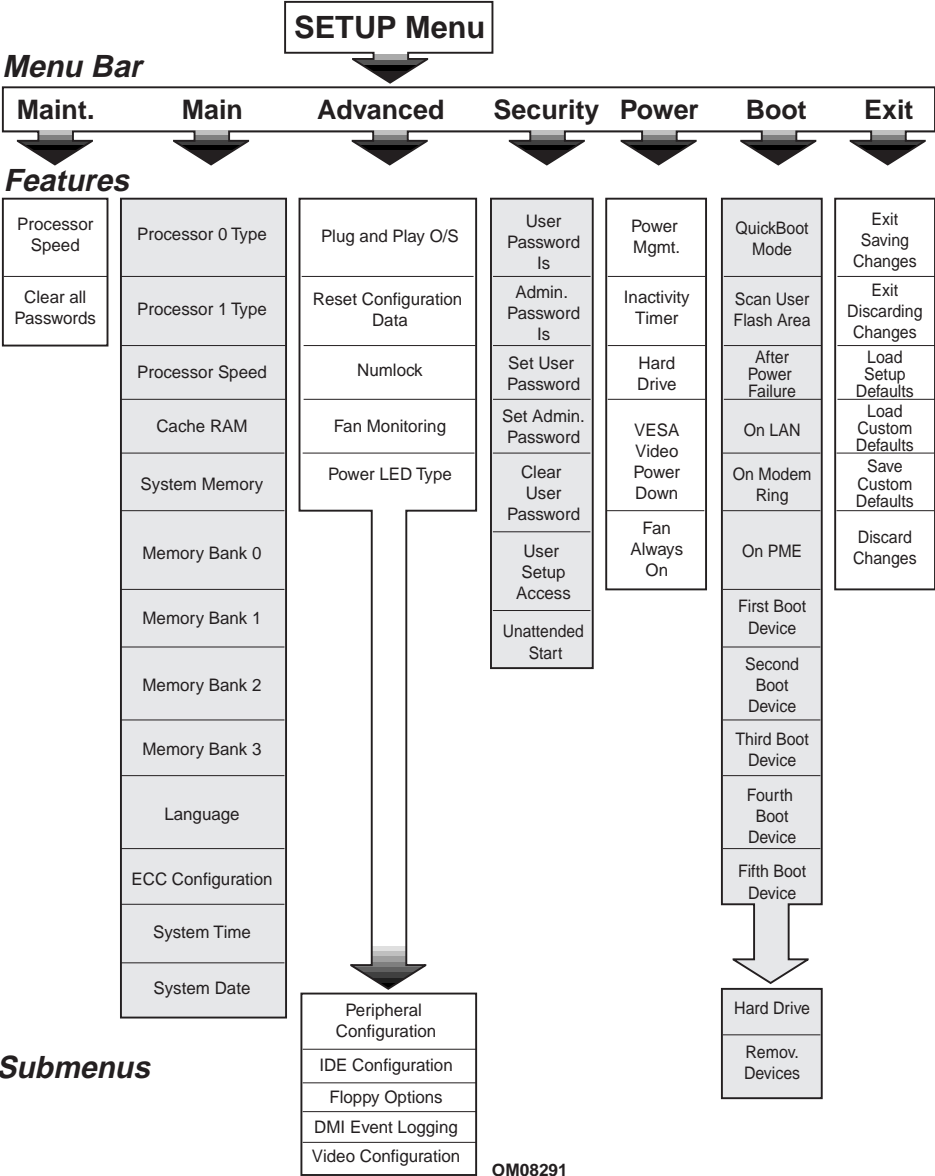 SETUP Menu
Menu Bar
Maint.
Main
Advanced
Security
Power
Boot
Exit
Features
Processor
Speed
Clear all
Passwords
Processor 0 Type
Processor 1 Type
Processor Speed
Cache RAM
System Memory
Memory Bank 0
Memory Bank 1
Memory Bank 2
Memory Bank 3
Language
ECC Configuration
System Time
System Date
Plug and Play O/S
Reset Configuration
Data
Numlock
Fan Monitoring
Power LED Type
User
Password
Is
Admin.
Password
Is
Set User
Password
Set Admin.
Password
Clear
User
Password
User
Setup
Access
Unattended
Start
Power
Mgmt.
Inactivity
Timer
Hard
Drive
VESA
Video
Power
Down
Fan
Always
On
QuickBoot
Mode
Scan User
Flash Area
After
Power
Failure
On LAN
On Modem
Ring
On PME
First Boot
Device
Second
Boot
Device
Third Boot
Device
Fourth
Boot
Device
Fifth Boot
Device
Exit
Saving
Changes
Exit
Discarding
Changes
Load
Setup
Defaults
Load
Custom
Defaults
Save
Custom
Defaults
Discard
Changes
Submenus
Peripheral
Configuration
IDE Configuration
Floppy Options
DMI Event Logging
Video Configuration
Hard Drive
Remov.
Devices
OM08291